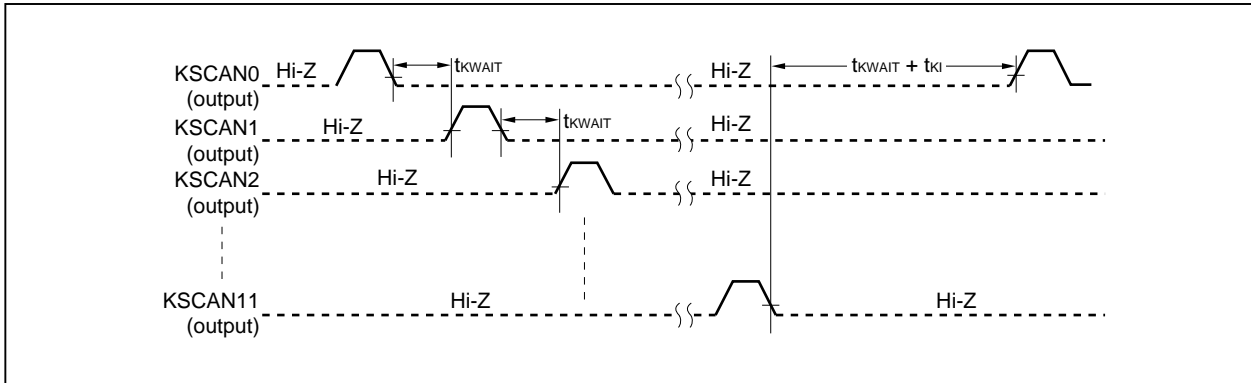 KSCAN0
(output)
Hi-Z
tKWAIT
Hi-Z
tKWAIT + tKI
KSCAN1
(output)
Hi-Z
tKWAIT
Hi-Z
KSCAN2
(output)
Hi-Z
Hi-Z
KSCAN11
(output)
Hi-Z
Hi-Z